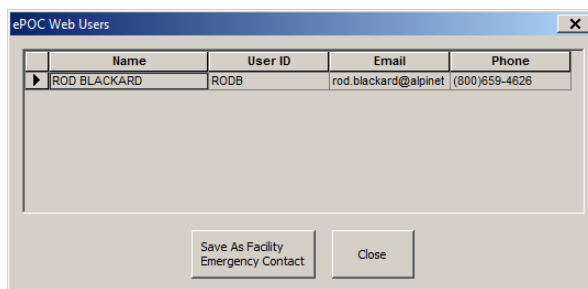 ePOC Web Users
Name User ID Email Phone
ROD BLACKARD RODB rod.blackard@alpinet (800)659-4626
Save As Facility
Emergency Contact
Close